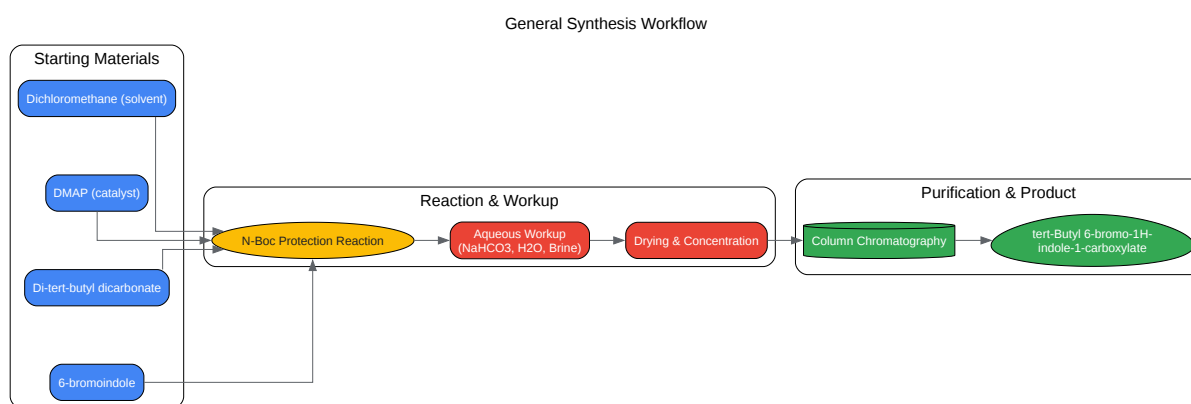 General Synthesis Workflow
Starting Materials
Dichloromethane (solvent)
DMAP (catalyst)
Di-tert-butyl dicarbonate
6-bromoindole
Reaction & Workup
N-Boc Protection Reaction
Aqueous Workup
(NaHCO3, H2O, Brine)
Drying & Concentration
Purification & Product
Column Chromatography
tert-Butyl 6-bromo-1H-
indole-1-carboxylate